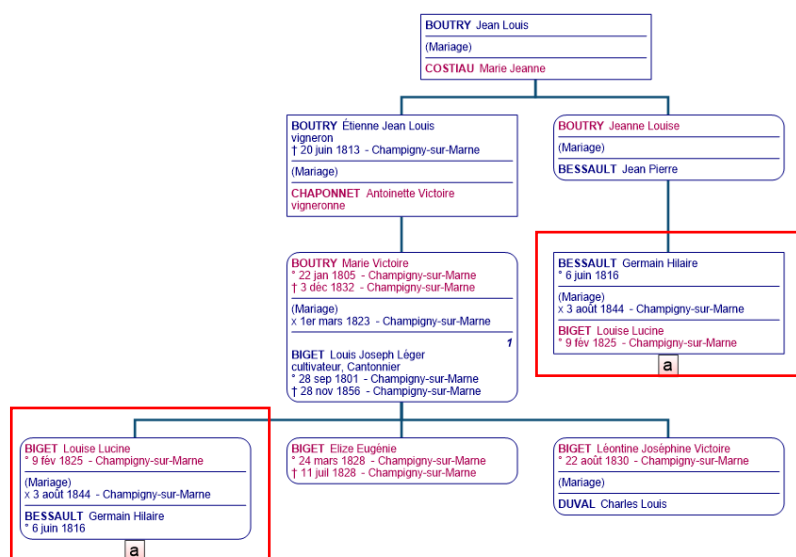 BOUTRY Jean Louis
(Mariage)
COSTIAU Marie Jeanne
BOUTRY Étienne Jean Louis
vigneron
† 20 juin 1813 - Champigny-sur-Marne
(Mariage)
CHAPONNET Antoinette Victoire
vigneronne
BOUTRY Jeanne Louise
(Mariage)
BESSAULT Jean Pierre
BOUTRY Marie Victoire
° 22 jan 1805 - Champigny-sur-Marne
† 3 déc 1832 - Champigny-sur-Marne
(Mariage)
x 1er mars 1823 - Champigny-sur-Marne
1
BIGET Louis Joseph Léger
cultivateur, Cantonnier
° 28 sep 1801 - Champigny-sur-Marne
† 28 nov 1856 - Champigny-sur-Marne
BESSAULT Germain Hilaire
° 6 juin 1816
(Mariage)
x 3 août 1844 - Champigny-sur-Marne
BIGET Louise Lucine
° 9 fév 1825 - Champigny-sur-Marne
a
BIGET Louise Lucine
° 9 fév 1825 - Champigny-sur-Marne
(Mariage)
x 3 août 1844 - Champigny-sur-Marne
BESSAULT Germain Hilaire
° 6 juin 1816
a
BIGET Elize Eugénie
° 24 mars 1828 - Champigny-sur-Marne
† 11 juil 1828 - Champigny-sur-Marne
BIGET Léontine Joséphine Victoire
° 22 août 1830 - Champigny-sur-Marne
(Mariage)
DUVAL Charles Louis